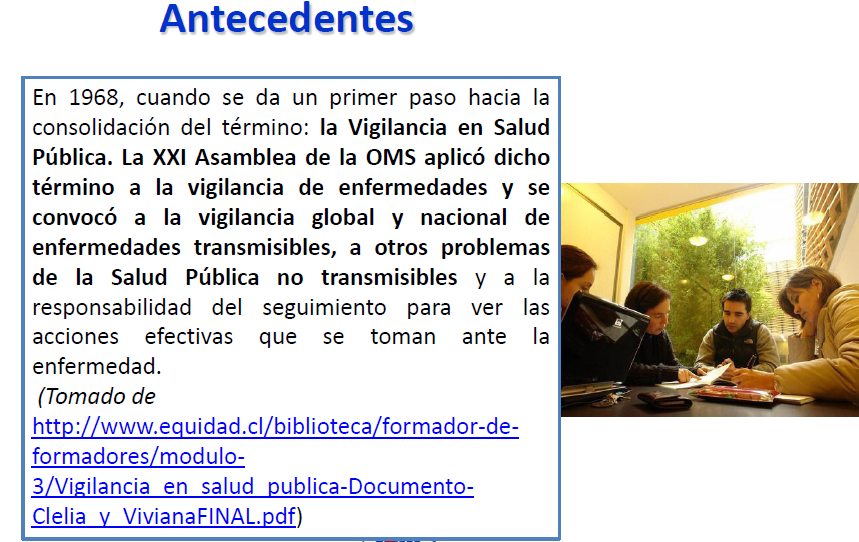 Antecedentes
En 1968, cuando se da un primer paso hacia la
consolidación del término: la Vigilancia en Salud
Pública. La XXI Asamblea de la OMS aplicó dicho
término a la vigilancia de enfermedades y se
convocó a la vigilancia global y nacional de
enfermedades transmisibles, a otros problemas
de la Salud Pública no transmisibles y a la
responsabilidad del seguimiento para ver las
acciones efectivas que se toman ante la
enfermedad.
(Tomado de
http://www.equidad.cl/biblioteca/formador-de-
formadores/modulo-
3/Vigilancia_en_salud_publica-Documento-
Clelia_y_VivianaFINAL.pdf)